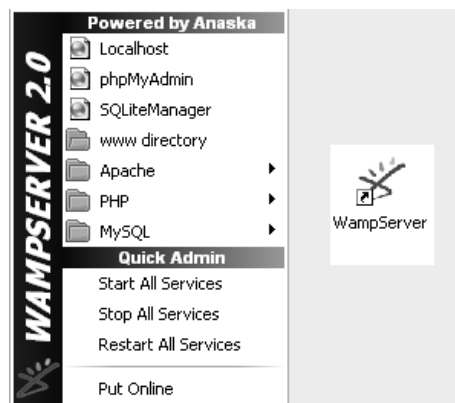 Powered by Anaska
Localhost
phpMyAdmin
SQLiteManager
www directory
Apache
PHP
MySQL
Quick Admin
Start All Services
Stop All Services
Restart All Services
Put Online
WAMPSERVER 2.0
WampServer